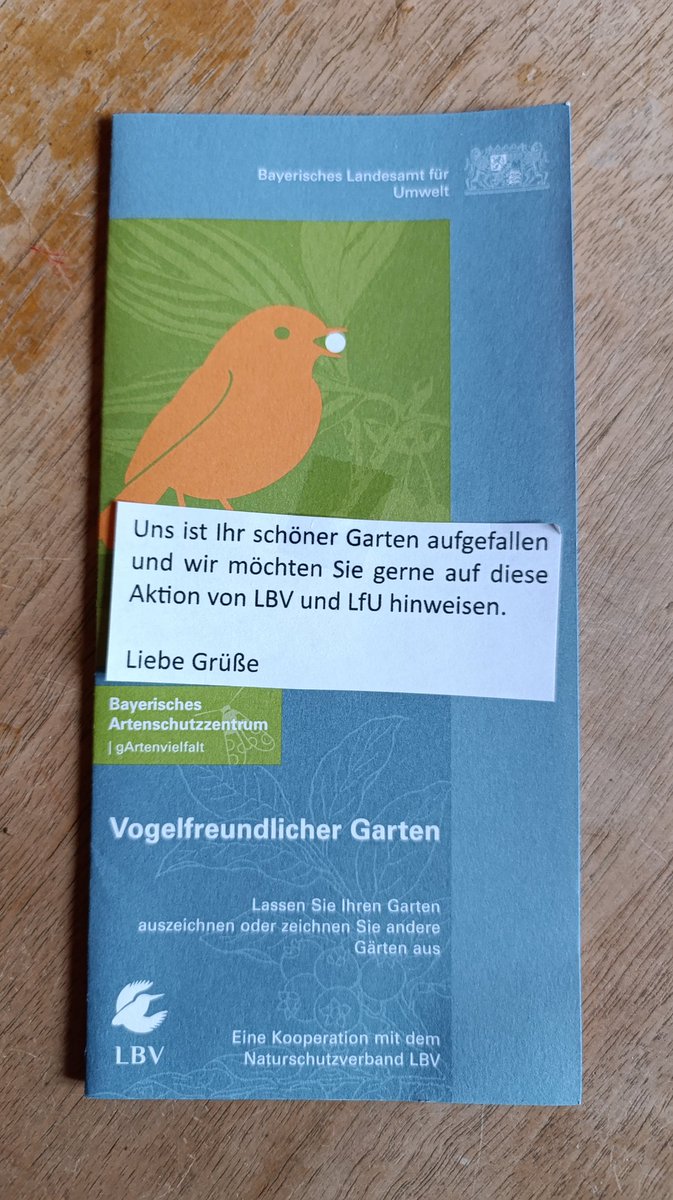 Bayerisches Landesamt für
Umwelt
Uns ist Ihr schöner Garten aufgefallen
und wir möchten Sie gerne auf diese
Aktion von LBV und LfU hinweisen.
Liebe Grüße
Bayerisches
Artenschutzzentrum
| gArtenvielfalt
Vogelfreundlicher Garten
Lassen Sie Ihren Garten
auszeichnen oder zeichnen Sie andere
Gärten aus
LBV
Eine Kooperation mit dem
Naturschutzverband LBV